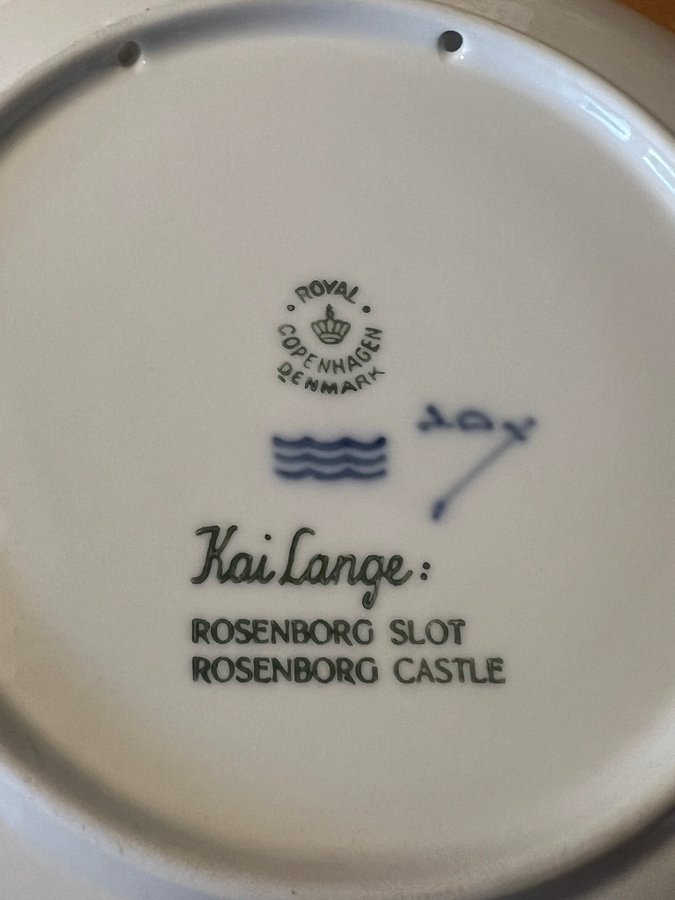 ROYAL
COPENHAGEN
DENMARK
Kai Lange:
ROSENBORG SLOT
ROSENBORG CASTLE